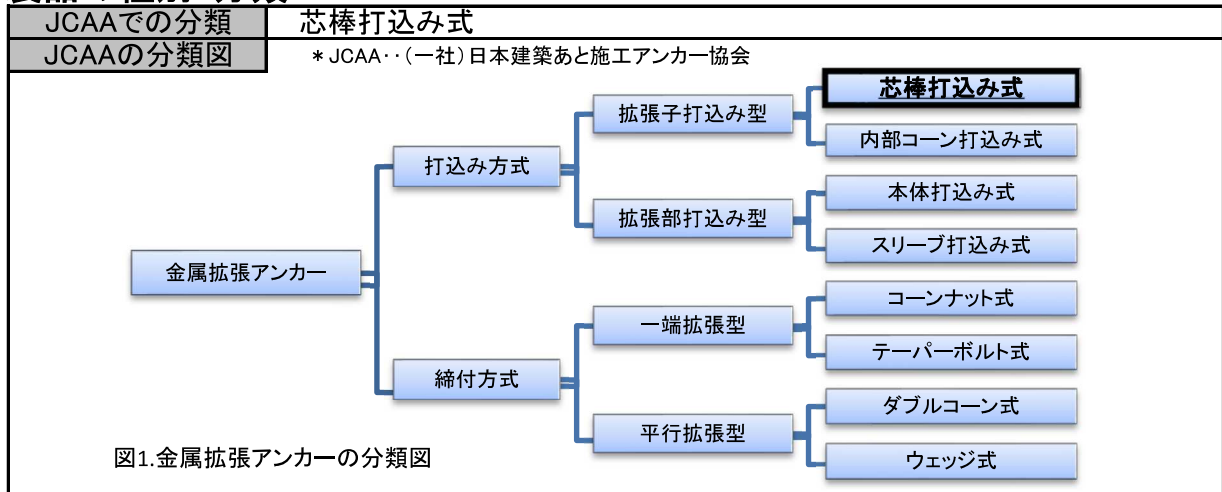 JCAAでの分類 芯棒打込み式
JCAAの分類図 *JCAA‥(一社)日本建築あと施工アンカー協会
芯棒打込み式
拡張子打込み型
内部コーン打込み式
打込み方式
本体打込み式
拡張部打込み型
スリーブ打込み式
金属拡張アンカー
コーンナット式
一端拡張型
テーパーボルト式
締付方式
ダブルコーン式
平行拡張型
ウェッジ式
図1.金属拡張アンカーの分類図